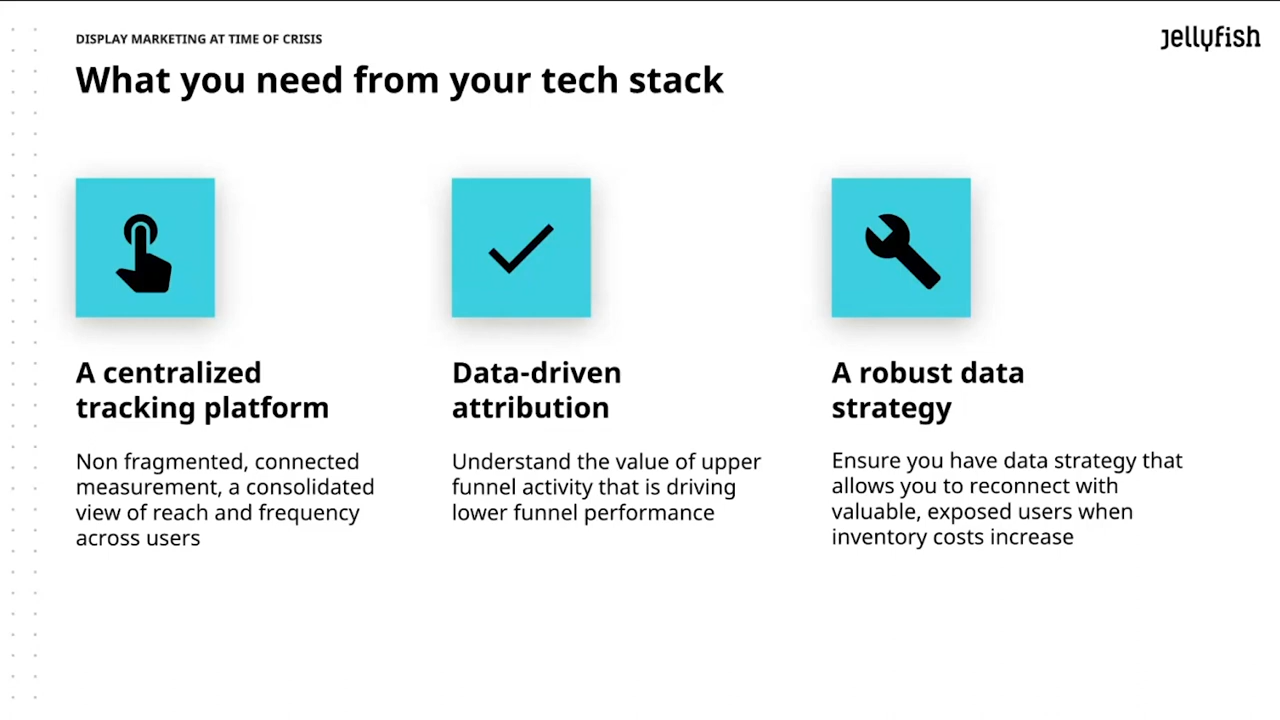 DISPLAY MARKETING AT TIME OF CRISIS
jellyfish
What you need from your tech stack
A centralized
tracking platform
Non fragmented, connected
measurement, a consolidated
view of reach and frequency
across users
Data-driven
attribution
Understand the value of upper
funnel activity that is driving
lower funnel performance
A robust data
strategy
Ensure you have data strategy that
allows you to reconnect with
valuable, exposed users when
inventory costs increase